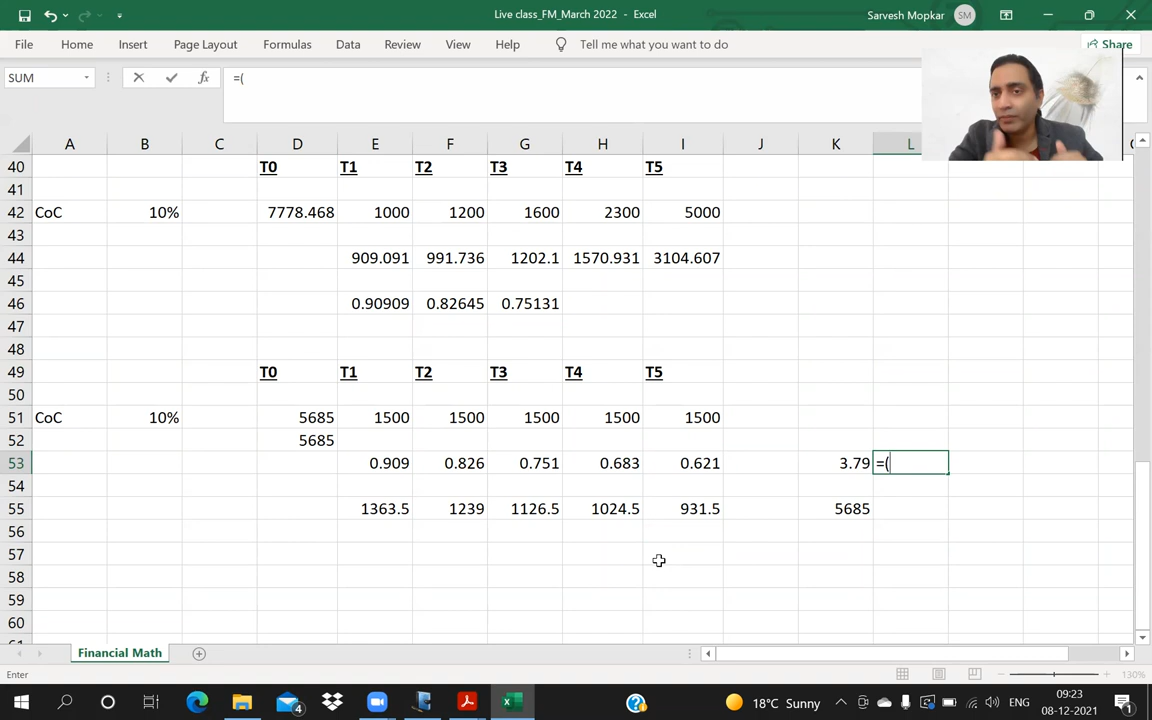 Live class_FM_March 2022 - Excel
Sarvesh Mopkar
SM
File Home Insert Page Layout Formulas Data Review View Help Tell me what you want to do Share
SUM
fx
=(
A B C D E F G H I J K L
40 T0 T1 T2 T3 T4 T5
41
42 CoC 10% 7778.468 1000 1200 1600 2300 5000
43
44 909.091 991.736 1202.1 1570.931 3104.607
45
46 0.90909 0.82645 0.75131
47
48
49 T0 T1 T2 T3 T4 T5
50
51 CoC 10% 5685 1500 1500 1500 1500 1500
52 5685
53 0.909 0.826 0.751 0.683 0.621 3.79 =(
54
55 1363.5 1239 1126.5 1024.5 931.5 5685
56
57
58
59
60
Financial Math
Enter
130%
4
18°C Sunny
ENG
09:23
08-12-2021
1